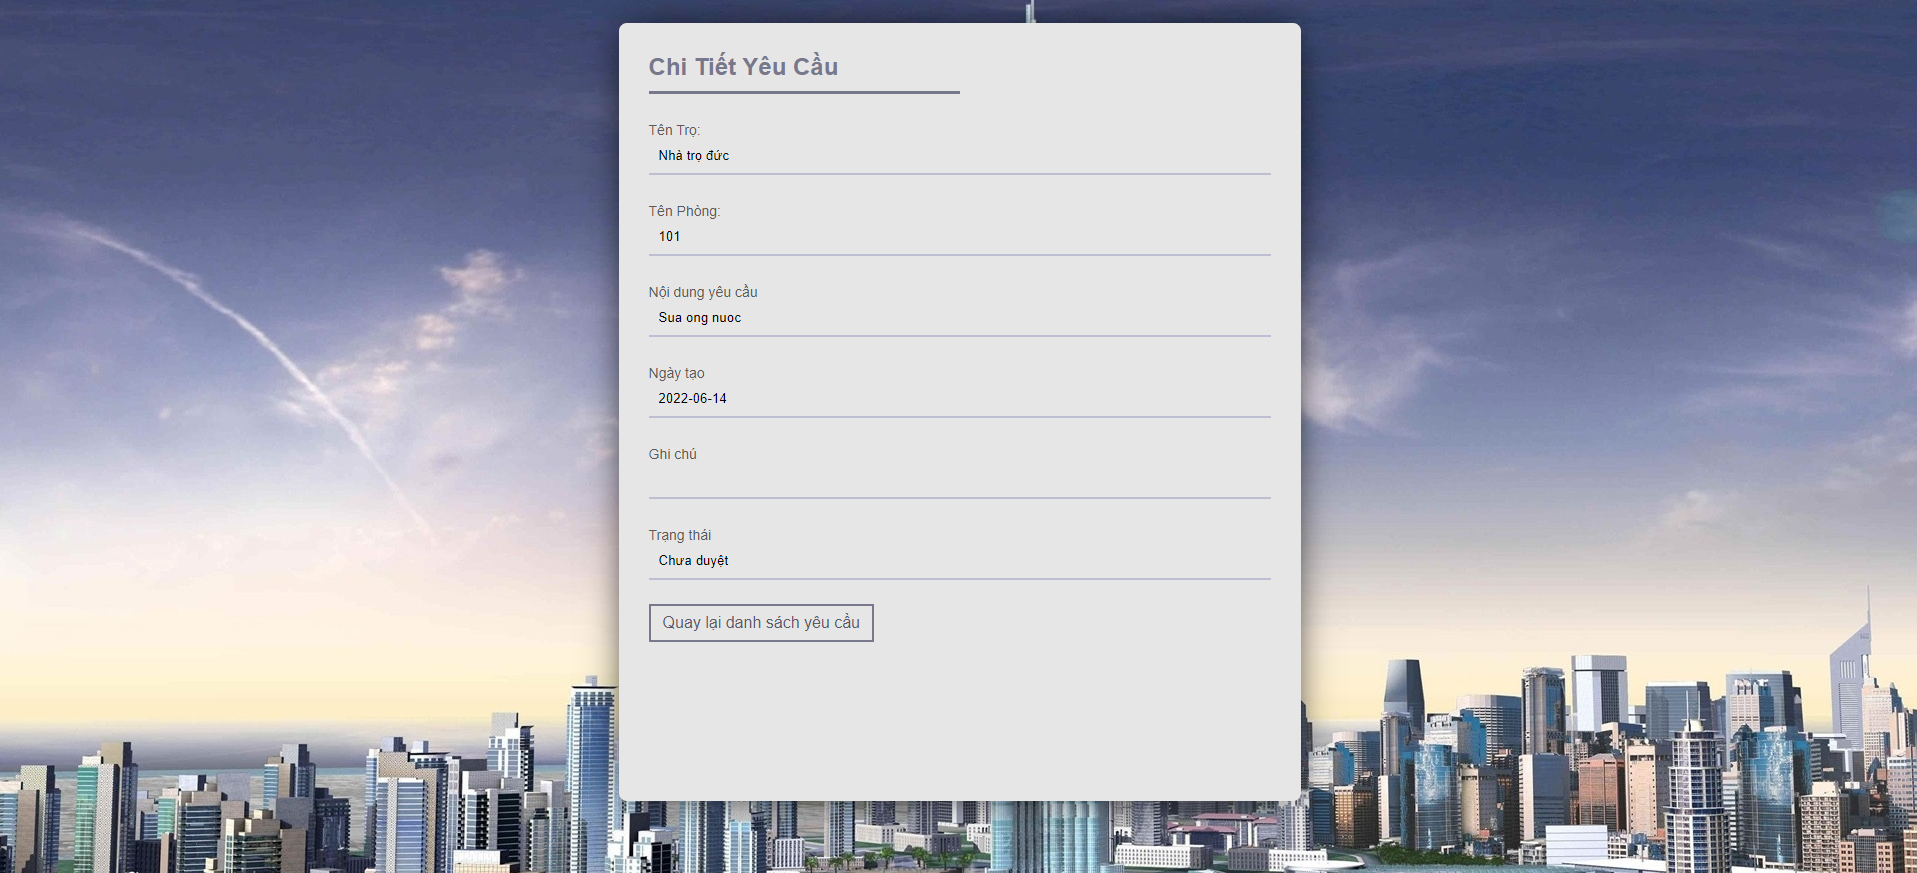 Chi Tiết Yêu Cầu
Tên Trọ:
Nhà trọ đức
Tên Phòng:
101
Nội dung yêu cầu
Sua ong nuoc
Ngày tạo
2022-06-14
Ghi chú
Trạng thái
Chưa duyệt
Quay lại danh sách yêu cầu